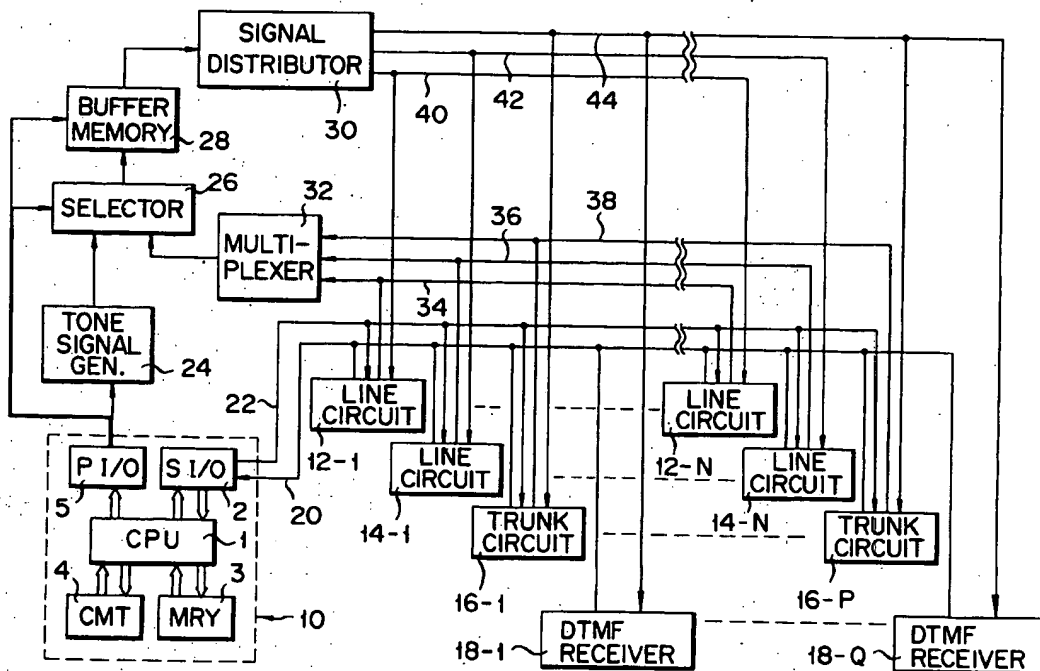 SIGNAL
DISTRIBUTOR
30
44
42
40
BUFFER
MEMORY
28
26
SELECTOR
32
MULTI-
PLEXER
36
38
34
TONE
SIGNAL
GEN.
24
22
LINE
CIRCUIT
12-1
LINE
CIRCUIT
12-N
P I/O
5
S I/O
2
20
LINE
CIRCUIT
14-1
LINE
CIRCUIT
14-N
CPU
1
TRUNK
CIRCUIT
16-1
TRUNK
CIRCUIT
16-P
4
CMT
3
MRY
10
DTMF
RECEIVER
18-1
DTMF
RECEIVER
18-Q